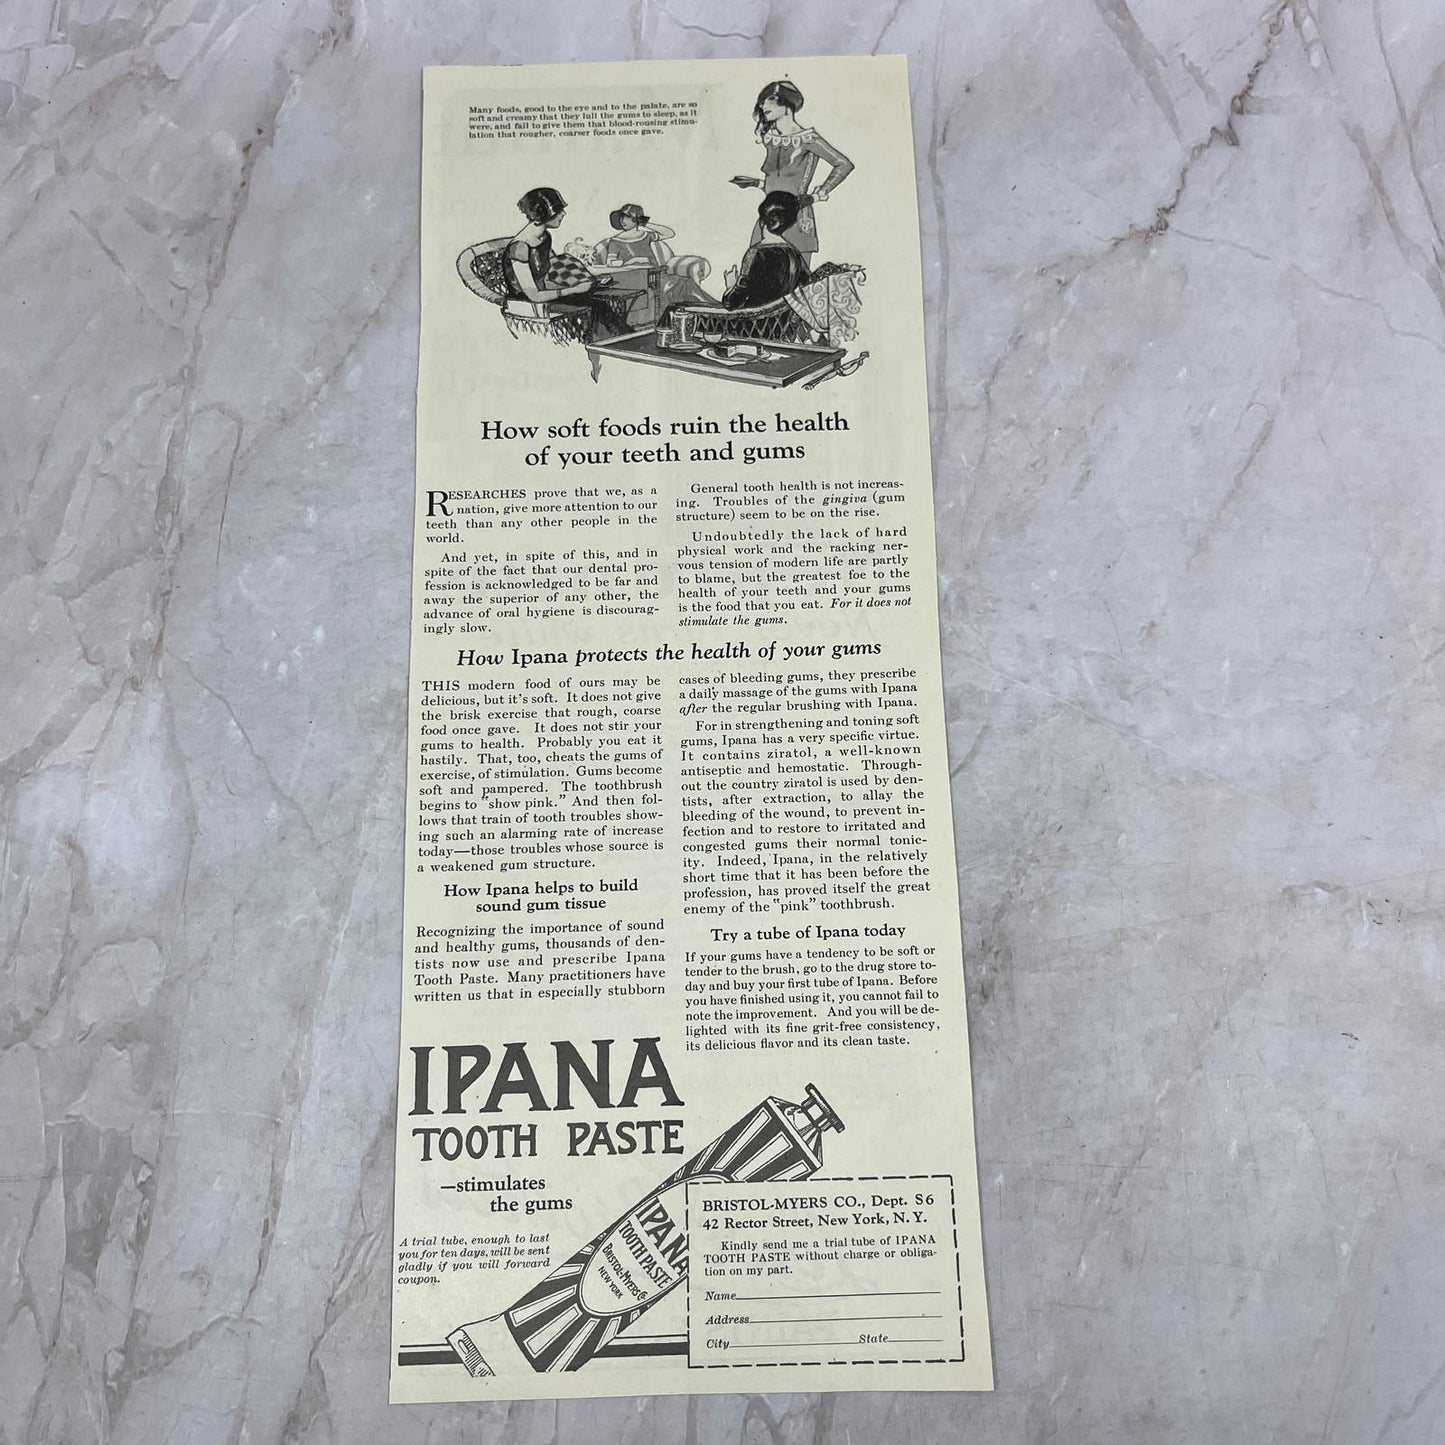 Many foods, good to the eye and to the palate, are so
soft and creamy that they lull the gums to sleep, as it
were, and fail to give them that blood-rousing stimu-
lation that rougher, coarser foods once gave.
How soft foods ruin the health
of your teeth and gums
RESEARCHES prove that we, as a
nation, give more attention to our
teeth than any other people in the
world.
And yet, in spite of this, and in
spite of the fact that our dental pro-
fession is acknowledged to be far and
away the superior of any other, the
advance of oral hygiene is discourag-
ingly slow.
General tooth health is not increas-
ing. Troubles of the gingiva (gum
structure) seem to be on the rise.
Undoubtedly the lack of hard
physical work and the racking ner-
vous tension of modern life are partly
to blame, but the greatest foe to the
health of your teeth and your gums
is the food that you eat. For it does not
stimulate the gums.
How Ipana protects the health of your gums
THIS modern food of ours may be
delicious, but it's soft. It does not give
the brisk exercise that rough, coarse
food once gave. It does not stir your
gums to health. Probably you eat it
hastily. That, too, cheats the gums of
exercise, of stimulation. Gums become
soft and pampered. The toothbrush
begins to "show pink." And then fol-
lows that train of tooth troubles show-
ing such an alarming rate of increase
today—those troubles whose source is
a weakened gum structure.
How Ipana helps to build
sound gum tissue
Recognizing the importance of sound
and healthy gums, thousands of den-
tists now use and prescribe Ipana
Tooth Paste. Many practitioners have
written us that in especially stubborn
cases of bleeding gums, they prescribe
a daily massage of the gums with Ipana
after the regular brushing with Ipana.
For in strengthening and toning soft
gums, Ipana has a very specific virtue.
It contains ziratol, a well-known
antiseptic and hemostatic. Through-
out the country ziratol is used by den-
tists, after extraction, to allay the
bleeding of the wound, to prevent in-
fection and to restore to irritated and
congested gums their normal tonic-
ity. Indeed, Ipana, in the relatively
short time that it has been before the
profession, has proved itself the great
enemy of the "pink" toothbrush.
Try a tube of Ipana today
If your gums have a tendency to be soft or
tender to the brush, go to the drug store to-
day and buy your first tube of Ipana. Before
you have finished using it, you cannot fail to
note the improvement. And you will be de-
lighted with its fine grit-free consistency,
its delicious flavor and its clean taste.
IPANA
TOOTH PASTE
—stimulates
the gums
A trial tube, enough to last
you for ten days, will be sent
gladly if you will forward
coupon.
IPANA
TOOTH PASTE
BRISTOL-MYERS Co.
NEW YORK
BRISTOL-MYERS CO., Dept. S6
42 Rector Street, New York, N. Y.
Kindly send me a trial tube of IPANA
TOOTH PASTE without charge or obliga-
tion on my part.
Name
Address
City State